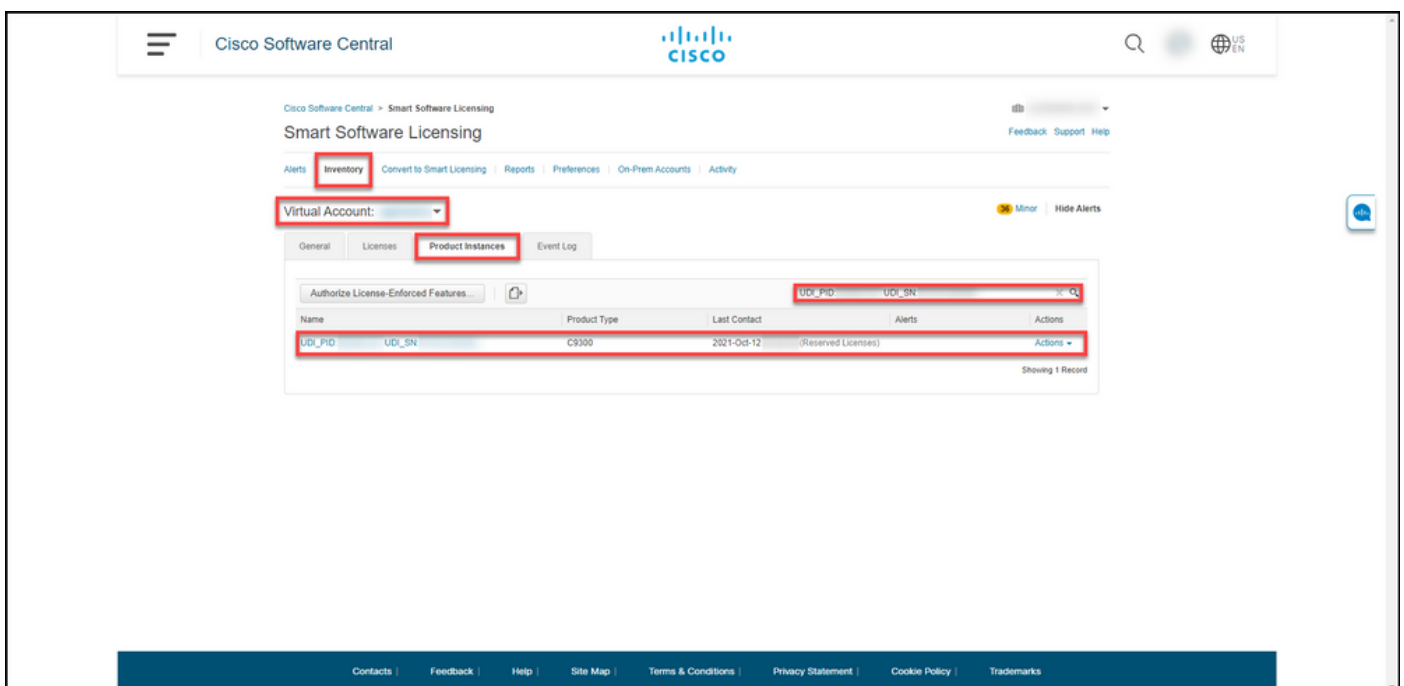 Cisco Software Central
CISCO
US
EN
Cisco Software Central > Smart Software Licensing
Smart Software Licensing
Feedback Support Help
Alerts Inventory Convert to Smart Licensing | Reports | Preferences | On-Prem Accounts | Activity
Virtual Account:
36 Minor | Hide Alerts
General Licenses Product Instances Event Log
Authorize License-Enforced Features...
UDI_PID UDI_SN
Name Product Type Last Contact Alerts Actions
UDI_PID UDI_SN C9300 2021-Oct-12 (Reserved Licenses) Actions
Showing 1 Record
Contacts | Feedback | Help | Site Map | Terms & Conditions | Privacy Statement | Cookie Policy | Trademarks